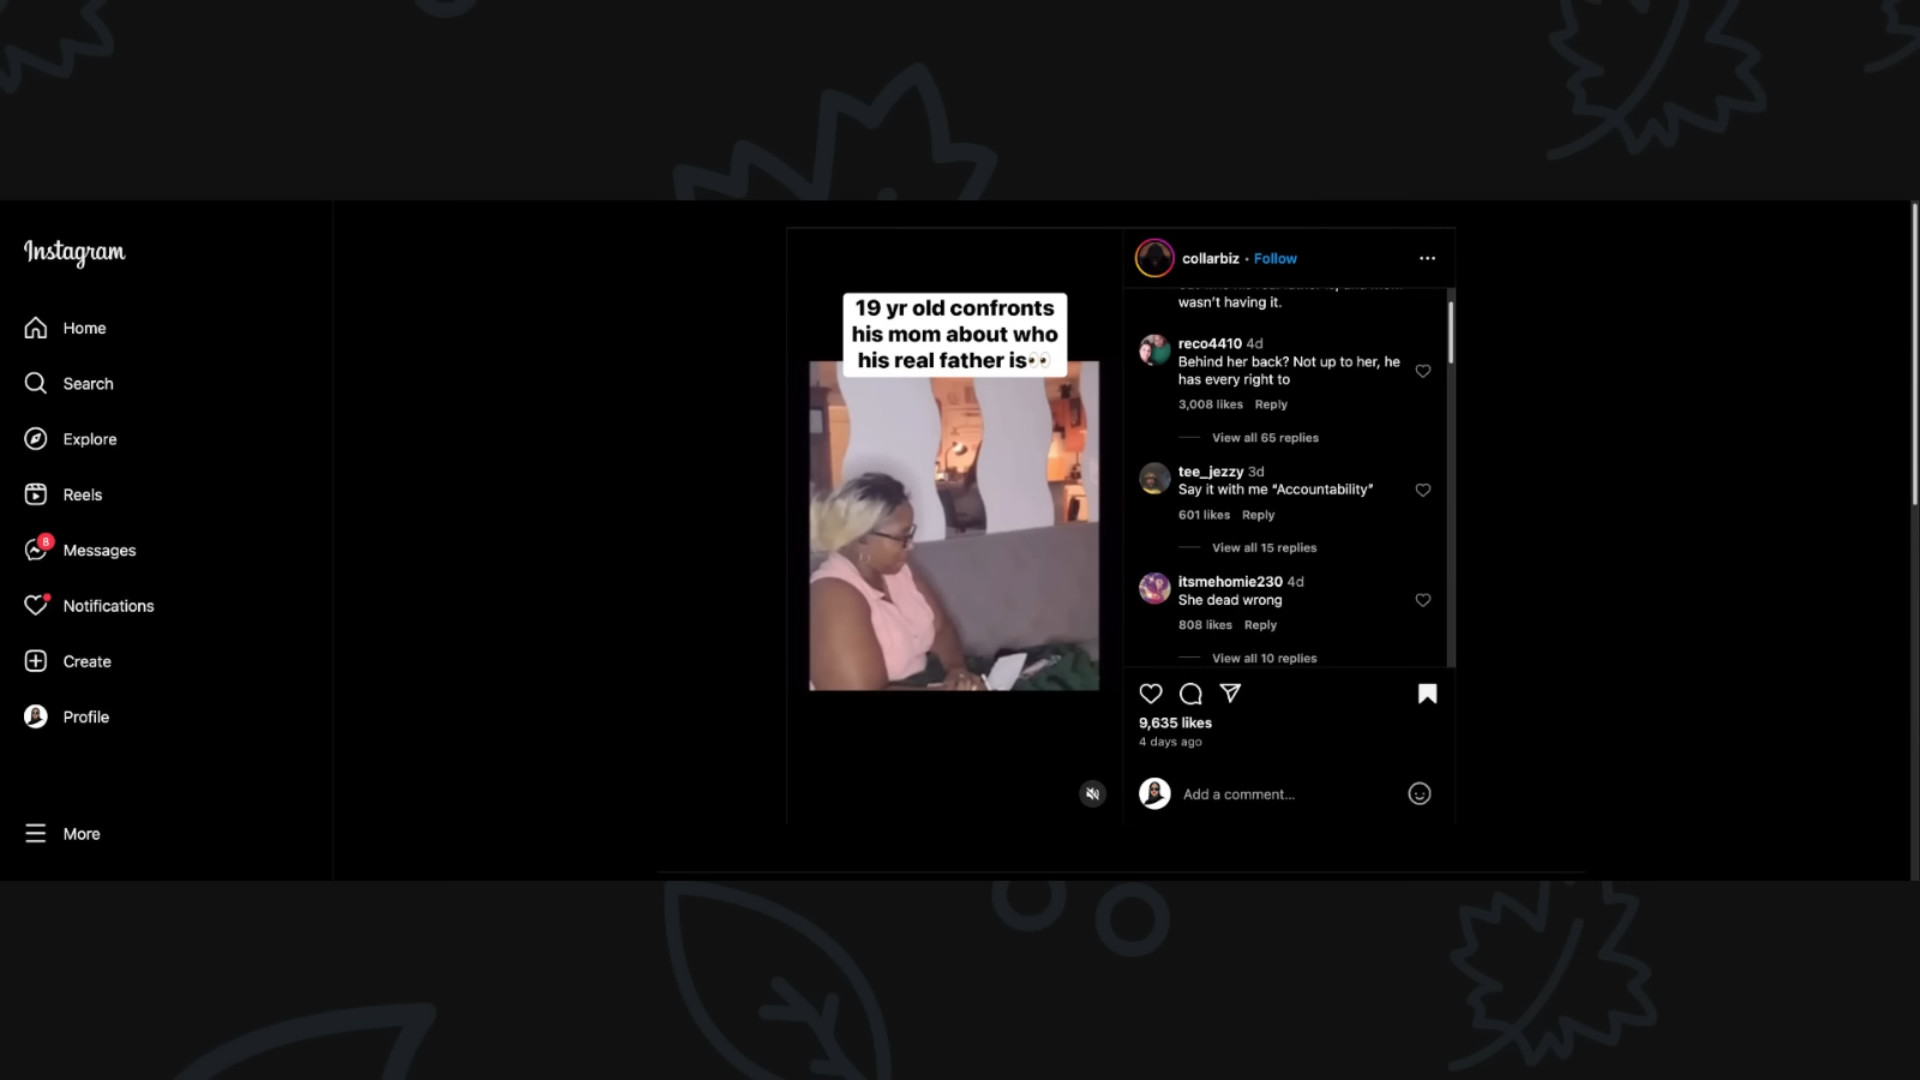 Instagram
Home
Search
Explore
Reels
8
Messages
Notifications
Create
Profile
More
19 yr old confronts
his mom about who
his real father is👀
collarbiz • Follow
wasn't having it.
reco4410 4d
Behind her back? Not up to her, he
has every right to
3,008 likes Reply
View all 65 replies
tee_jezzy 3d
Say it with me “Accountability”
601 likes Reply
View all 15 replies
itsmehomie230 4d
She dead wrong
808 likes Reply
View all 10 replies
9,635 likes
4 days ago
Add a comment...